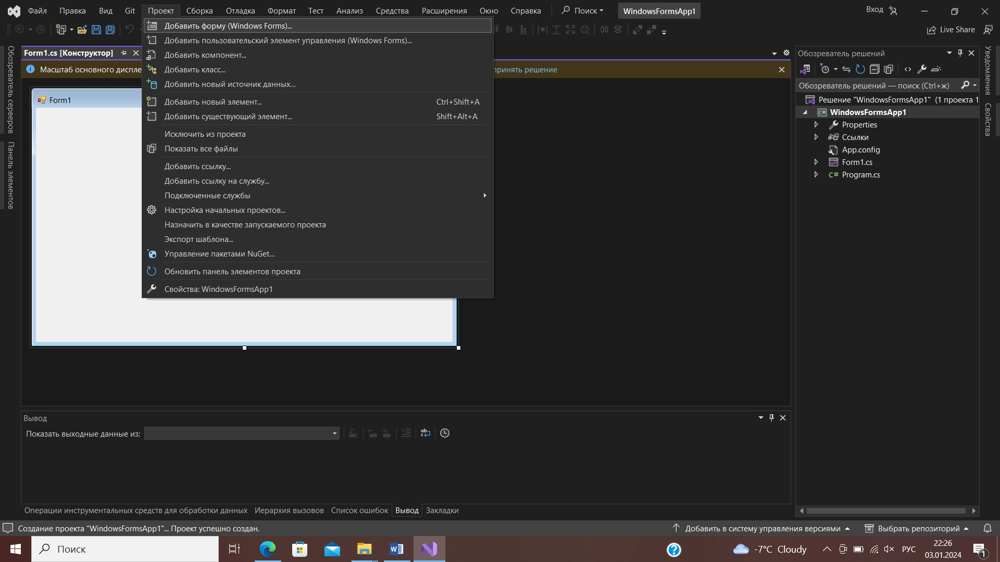 Файл Правка Вид Git Проект Сборка Отладка Формат Тест Анализ Средства Расширения Окно Справка Поиск WindowsFormsApp1 Вход
Live Share
Form1.cs [Конструктор]
Масштаб основного диспле
принять решение
Form1
Добавить форму (Windows Forms)...
Добавить пользовательский элемент управления (Windows Forms)...
Добавить компонент...
Добавить класс...
Добавить новый источник данных...
Добавить новый элемент... Ctrl+Shift+A
Добавить существующий элемент... Shift+Alt+A
Исключить из проекта
Показать все файлы
Добавить ссылку...
Добавить ссылку на службу...
Подключенные службы
Настройка начальных проектов...
Назначить в качестве запускаемого проекта
Экспорт шаблона...
Управление пакетами NuGet...
Обновить панель элементов проекта
Свойства: WindowsFormsApp1
Обозреватель серверов
Панель элементов
Обозреватель решений
Обозреватель решений — поиск (Ctrl+ж)
Решение "WindowsFormsApp1" (1 проекта 1
WindowsFormsApp1
Properties
Ссылки
App.config
Form1.cs
C# Program.cs
Уведомления
Свойства
Вывод
Показать выходные данные из:
Операции инструментальных средств для обработки данных Иерархия вызовов Список ошибок Вывод Закладки
Создание проекта "WindowsFormsApp1"... Проект успешно создан.
Добавить в систему управления версиями Выбрать репозиторий
Поиск
-7°C Cloudy
РУС
22:26
03.01.2024
1